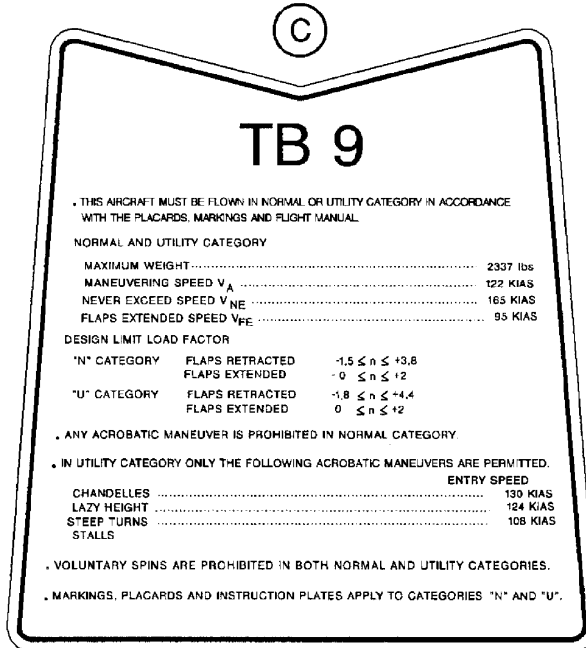 C
TB 9
. THIS AIRCRAFT MUST BE FLOWN IN NORMAL OR UTILITY CATEGORY IN ACCORDANCE
WITH THE PLACARDS, MARKINGS AND FLIGHT MANUAL
NORMAL AND UTILITY CATEGORY
MAXIMUM WEIGHT ........ 2337 lbs
MANEUVERING SPEED VA ........ 122 KIAS
NEVER EXCEED SPEED VNE ........ 165 KIAS
FLAPS EXTENDED SPEED VFE ........ 95 KIAS
DESIGN LIMIT LOAD FACTOR
"N" CATEGORY FLAPS RETRACTED -1,5 ≤ n ≤ +3,8
FLAPS EXTENDED - 0 ≤ n ≤ +2
"U" CATEGORY FLAPS RETRACTED -1,8 ≤ n ≤ +4,4
FLAPS EXTENDED 0 ≤ n ≤ +2
. ANY ACROBATIC MANEUVER IS PROHIBITED IN NORMAL CATEGORY.
. IN UTILITY CATEGORY ONLY THE FOLLOWING ACROBATIC MANEUVERS ARE PERMITTED.
ENTRY SPEED
CHANDELLES ........ 130 KIAS
LAZY HEIGHT ........ 124 KIAS
STEEP TURNS ........ 108 KIAS
STALLS
. VOLUNTARY SPINS ARE PROHIBITED IN BOTH NORMAL AND UTILITY CATEGORIES.
. MARKINGS, PLACARDS AND INSTRUCTION PLATES APPLY TO CATEGORIES "N" AND "U".